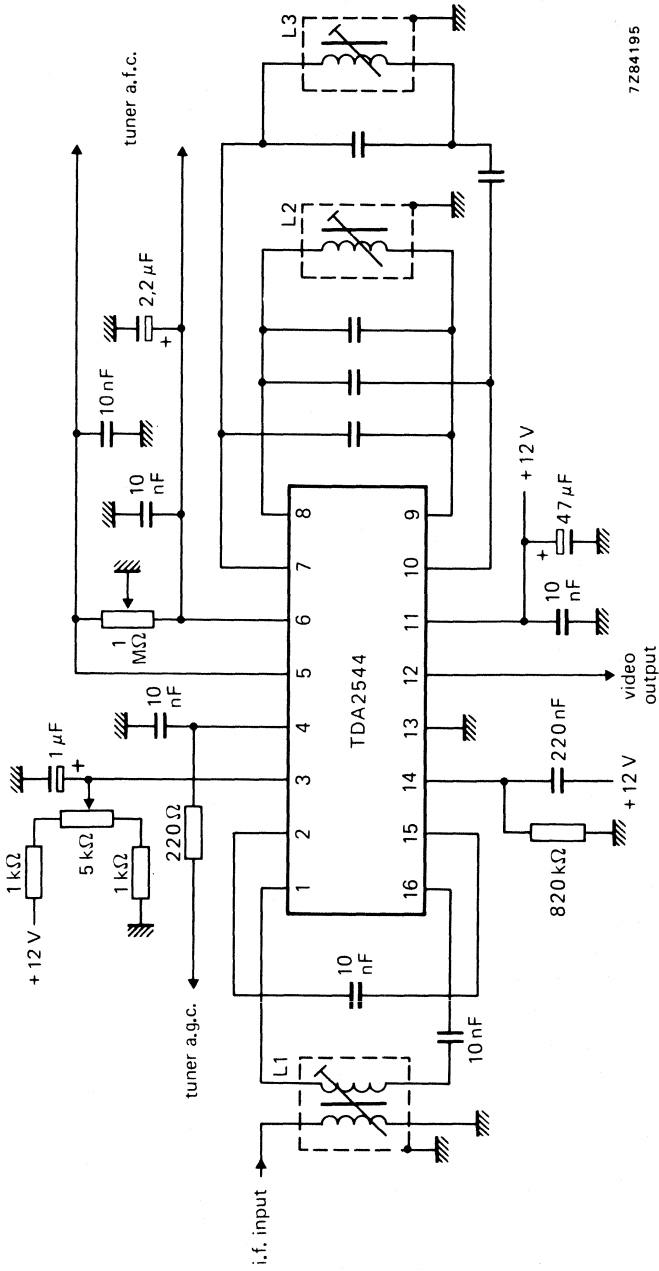 + 12 V
1 kΩ
5 kΩ
1 kΩ
1 μF
+
tuner a.g.c.
220 Ω
10
nF
1
MΩ
10
nF
10 nF
2,2 μF
+
tuner a.f.c.
i.f. input
L1
10 nF
10
nF
1
2
3
4
5
6
7
8
TDA2544
16
15
14
13
12
11
10
9
L2
L3
820 kΩ
220 nF
+ 12 V
video
output
10
nF
+
47 μF
+ 12 V
7Z84195